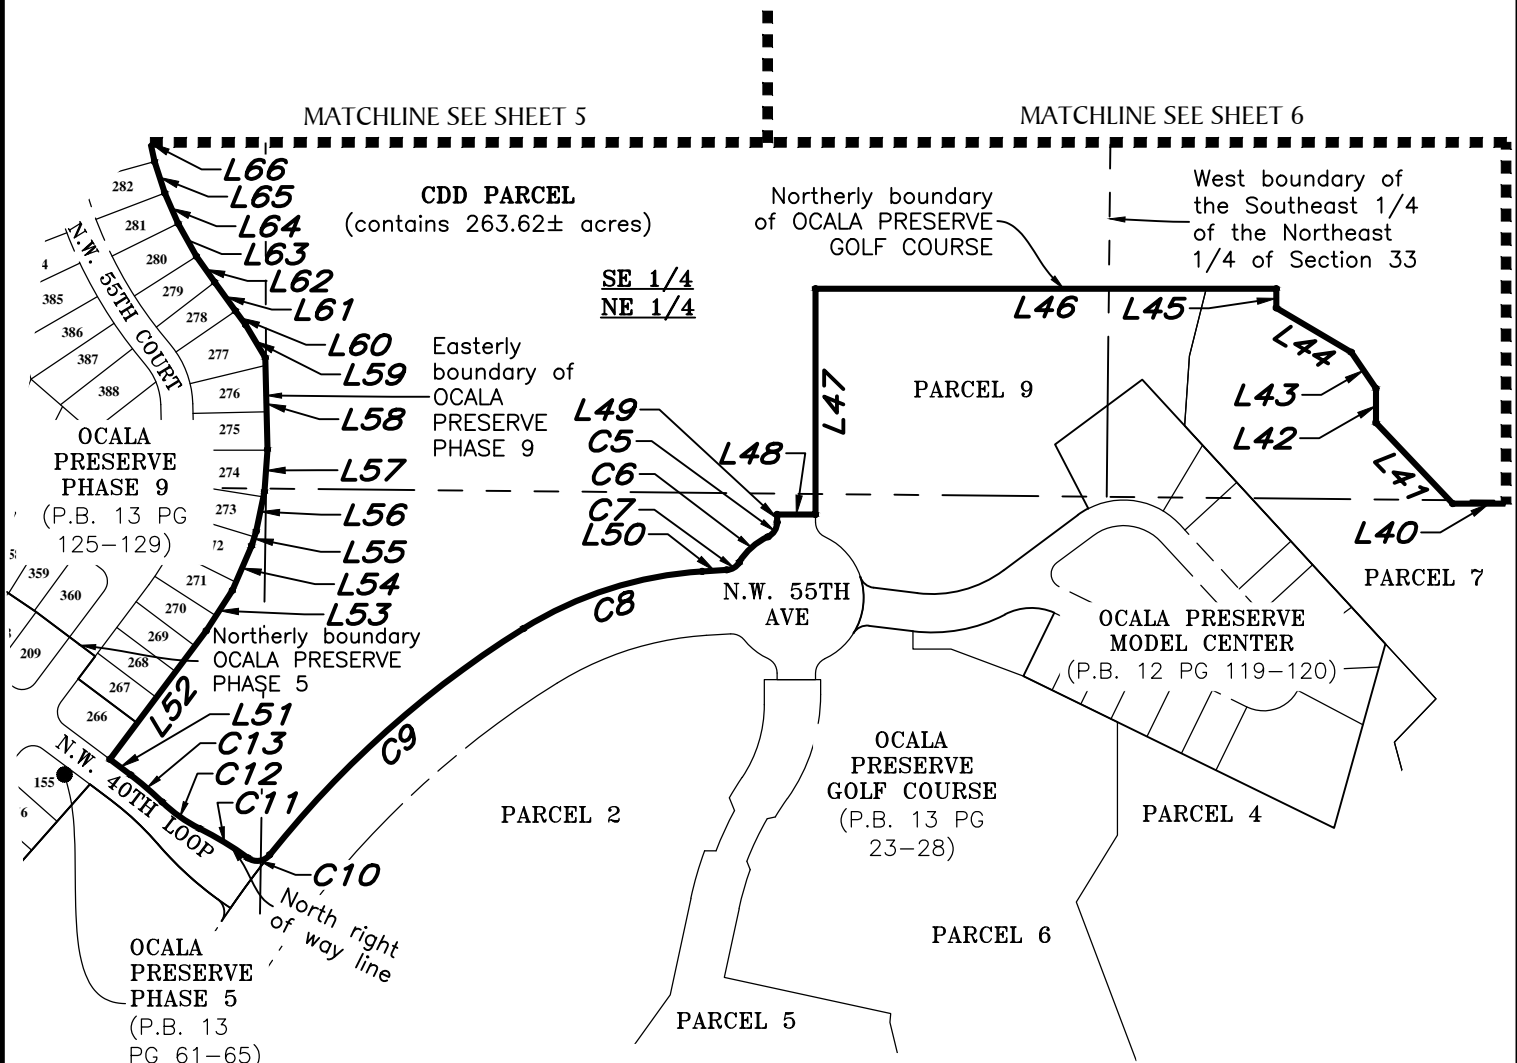 MATCHLINE SEE SHEET 5
MATCHLINE SEE SHEET 6
L66
L65
L64
L63
L62
L61
L60
L59
L58
L57
L56
L55
L54
L53
L52
L51
C13
C12
C11
C10
C9
C8
L50
C7
C6
C5
L49
L48
L47
L46
L45
L44
L43
L42
L41
L40
CDD PARCEL
(contains 263.62± acres)
SE 1/4
NE 1/4
Northerly boundary
of OCALA PRESERVE
GOLF COURSE
West boundary of
the Southeast 1/4
of the Northeast
1/4 of Section 33
Easterly
boundary of
OCALA
PRESERVE
PHASE 9
282
281
280
279
278
277
276
275
274
273
271
270
269
268
267
266
4
385
386
387
388
359
360
209
155
6
N.W. 55TH COURT
OCALA
PRESERVE
PHASE 9
(P.B. 13 PG
125-129)
Northerly boundary
OCALA PRESERVE
PHASE 5
N.W. 40TH LOOP
North right
of way line
OCALA
PRESERVE
PHASE 5
(P.B. 13
PG 61-65)
N.W. 55TH
AVE
PARCEL 9
PARCEL 7
OCALA PRESERVE
MODEL CENTER
(P.B. 12 PG 119-120)
OCALA
PRESERVE
GOLF COURSE
(P.B. 13 PG
23-28)
PARCEL 2
PARCEL 4
PARCEL 6
PARCEL 5